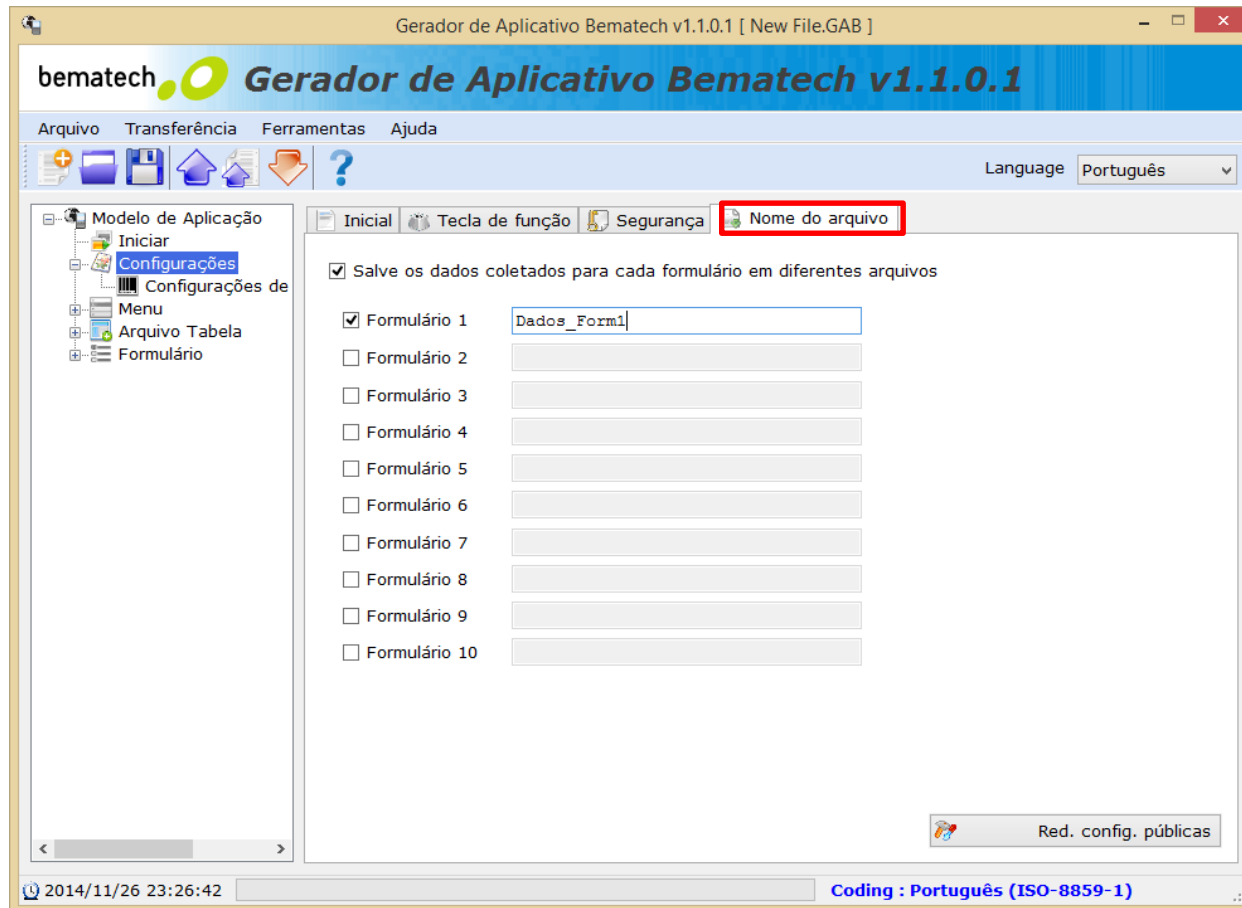 Gerador de Aplicativo Bematech v1.1.0.1 [ New File.GAB ]
bematech Gerador de Aplicativo Bematech v1.1.0.1
Arquivo Transferência Ferramentas Ajuda
? Language Português
Modelo de Aplicação
Iniciar
Configurações
Configurações de
Menu
Arquivo Tabela
Formulário
Inicial Tecla de função Segurança Nome do arquivo
Salve os dados coletados para cada formulário em diferentes arquivos
Formulário 1 Dados_Form1
Formulário 2
Formulário 3
Formulário 4
Formulário 5
Formulário 6
Formulário 7
Formulário 8
Formulário 9
Formulário 10
Red. config. públicas
2014/11/26 23:26:42 Coding : Português (ISO-8859-1)